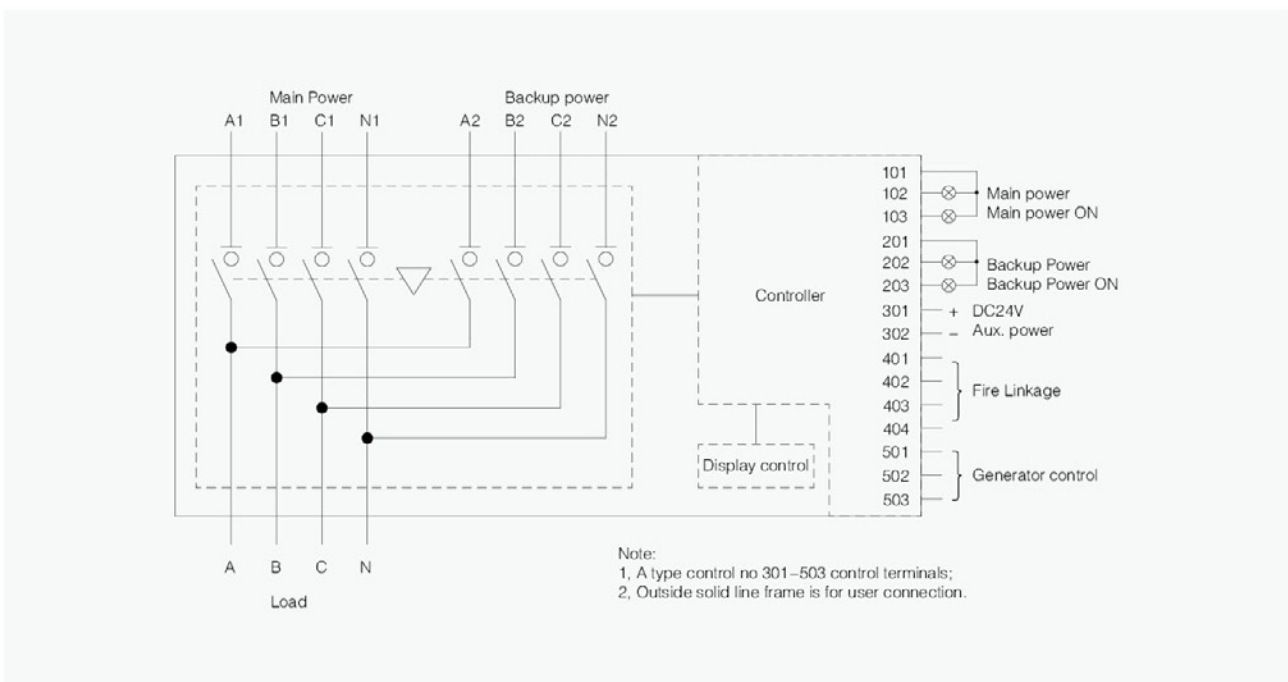 Main Power Backup power
A1 B1 C1 N1 A2 B2 C2 N2
101
102 Main power
103 Main power ON
201
202 Backup Power
203 Backup Power ON
301 + DC24V
302 – Aux. power
401
402 Fire Linkage
403
404
501
502 Generator control
503
Controller
Display control
A B C N
Load
Note:
1, A type control no 301–503 control terminals;
2, Outside solid line frame is for user connection.